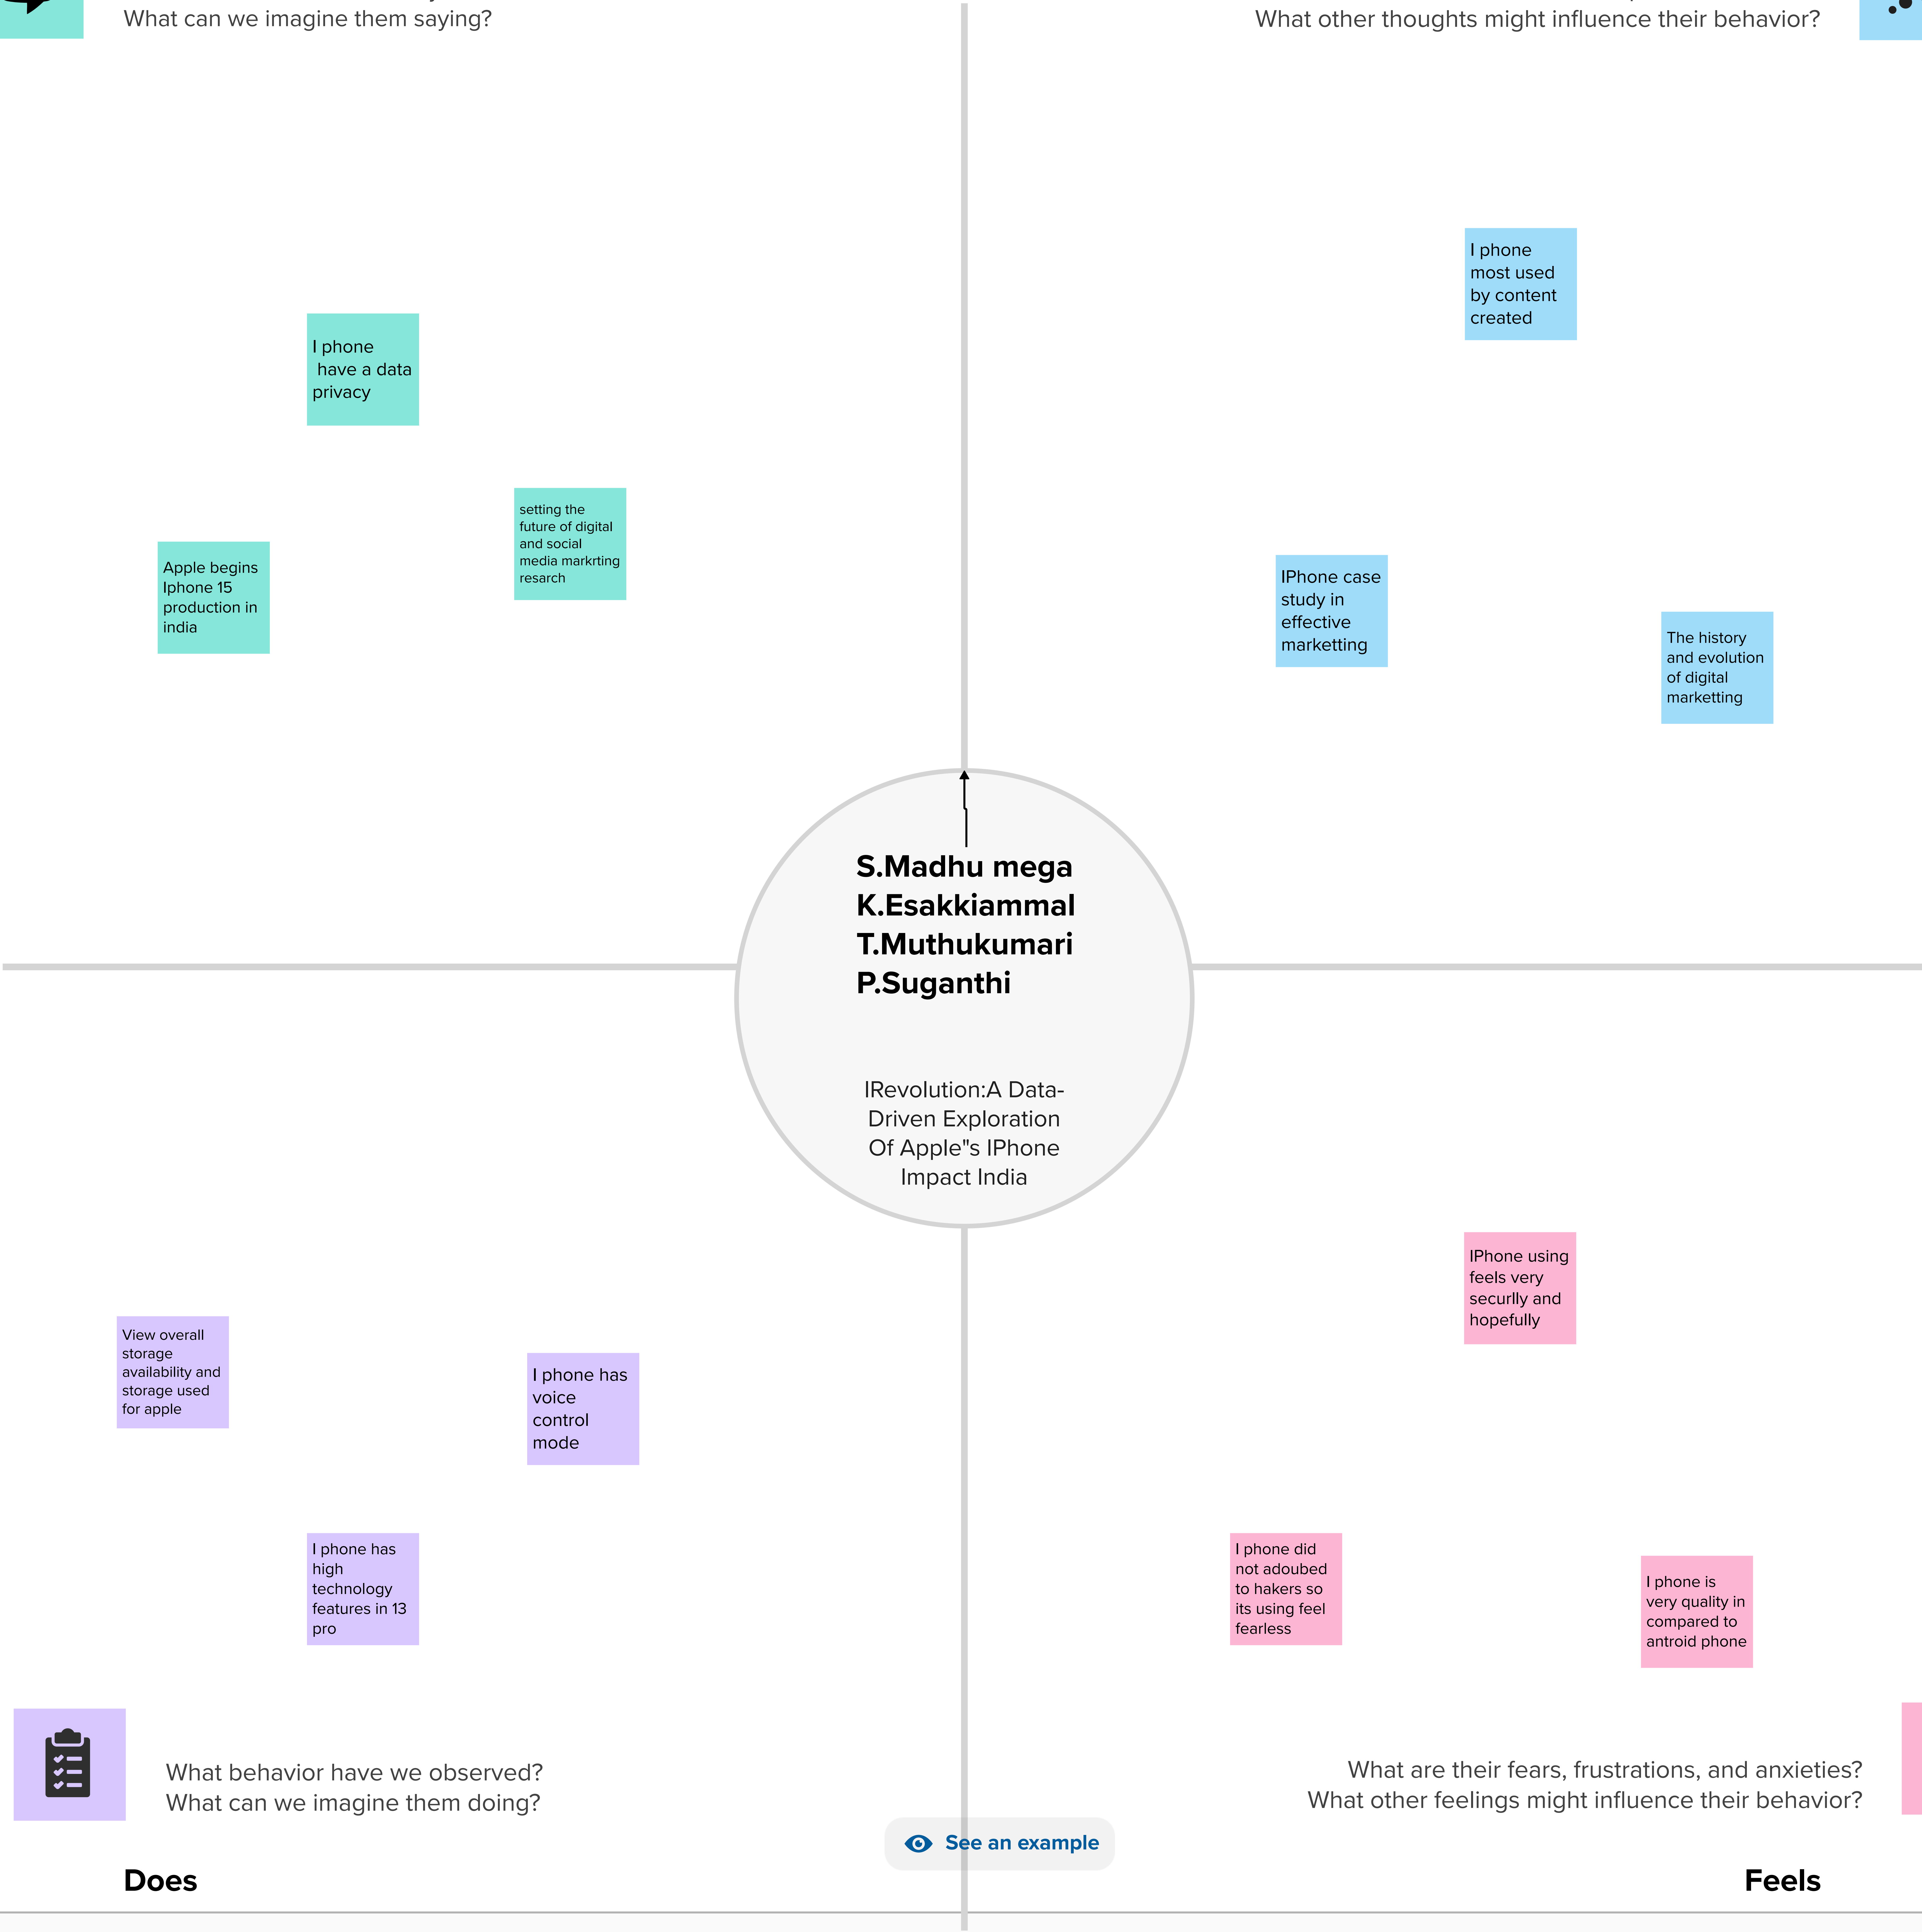 What can we imagine them saying?
What other thoughts might influence their behavior?
I phone
have a data
privacy
setting the
future of digital
and social
media markrting
resarch
Apple begins
Iphone 15
production in
india
I phone
most used
by content
created
IPhone case
study in
effective
marketting
The history
and evolution
of digital
marketting
S.Madhu mega
K.Esakkiammal
T.Muthukumari
P.Suganthi
IRevolution:A Data-
Driven Exploration
Of Apple"s IPhone
Impact India
View overall
storage
availability and
storage used
for apple
I phone has
voice
control
mode
I phone has
high
technology
features in 13
pro
IPhone using
feels very
securlly and
hopefully
I phone did
not adoubed
to hakers so
its using feel
fearless
I phone is
very quality in
compared to
antroid phone
What behavior have we observed?
What can we imagine them doing?
What are their fears, frustrations, and anxieties?
What other feelings might influence their behavior?
See an example
Does
Feels